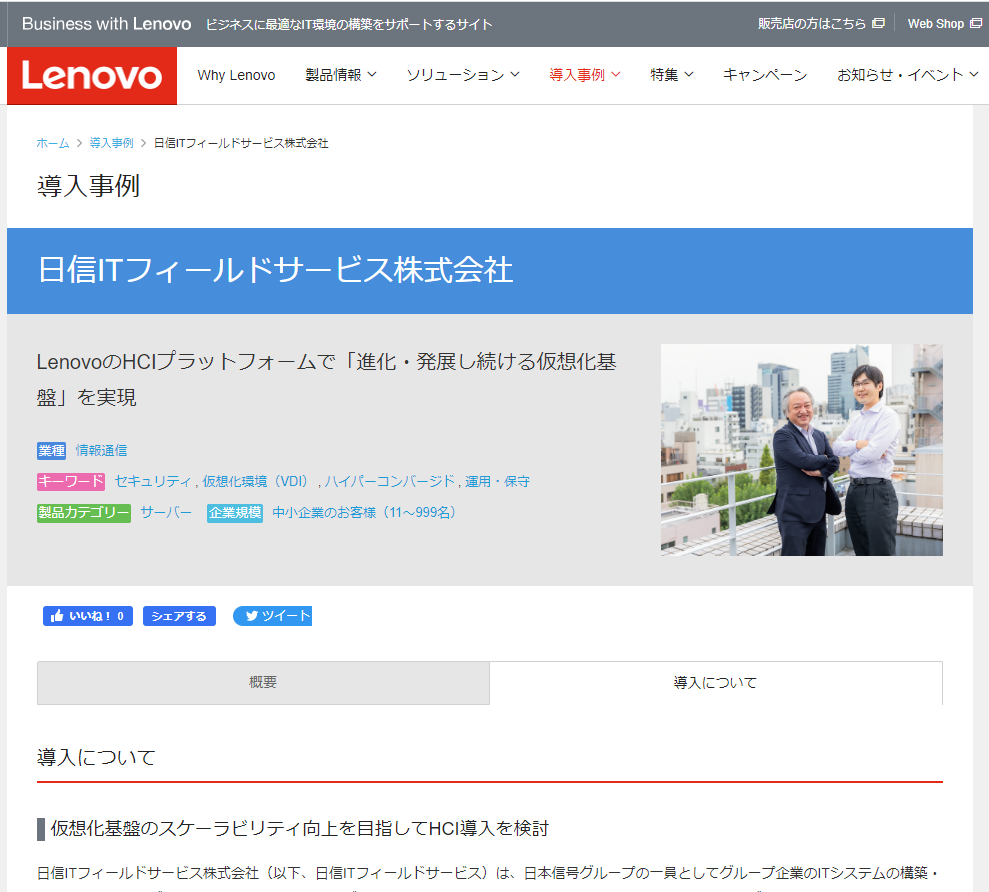 Business with Lenovo ビジネスに最適なIT環境の構築をサポートするサイト 販売店の方はこちら Web Shop
Lenovo Why Lenovo 製品情報 ソリューション 導入事例 特集 キャンペーン お知らせ・イベント
ホーム > 導入事例 > 日信ITフィールドサービス株式会社
導入事例
日信ITフィールドサービス株式会社
LenovoのHCIプラットフォームで「進化・発展し続ける仮想化基
盤」を実現
業種 情報通信
キーワード セキュリティ , 仮想化環境（VDI） , ハイパーコンバージド , 運用・保守
製品カテゴリー サーバー 企業規模 中小企業のお客様（11～999名）
いいね！ 0 シェアする ツイート
概要 導入について
導入について
仮想化基盤のスケーラビリティ向上を目指してHCI導入を検討
日信ITフィールドサービス株式会社（以下、日信ITフィールドサービス）は、日本信号グループの一員としてグループ企業のITシステムの構築・